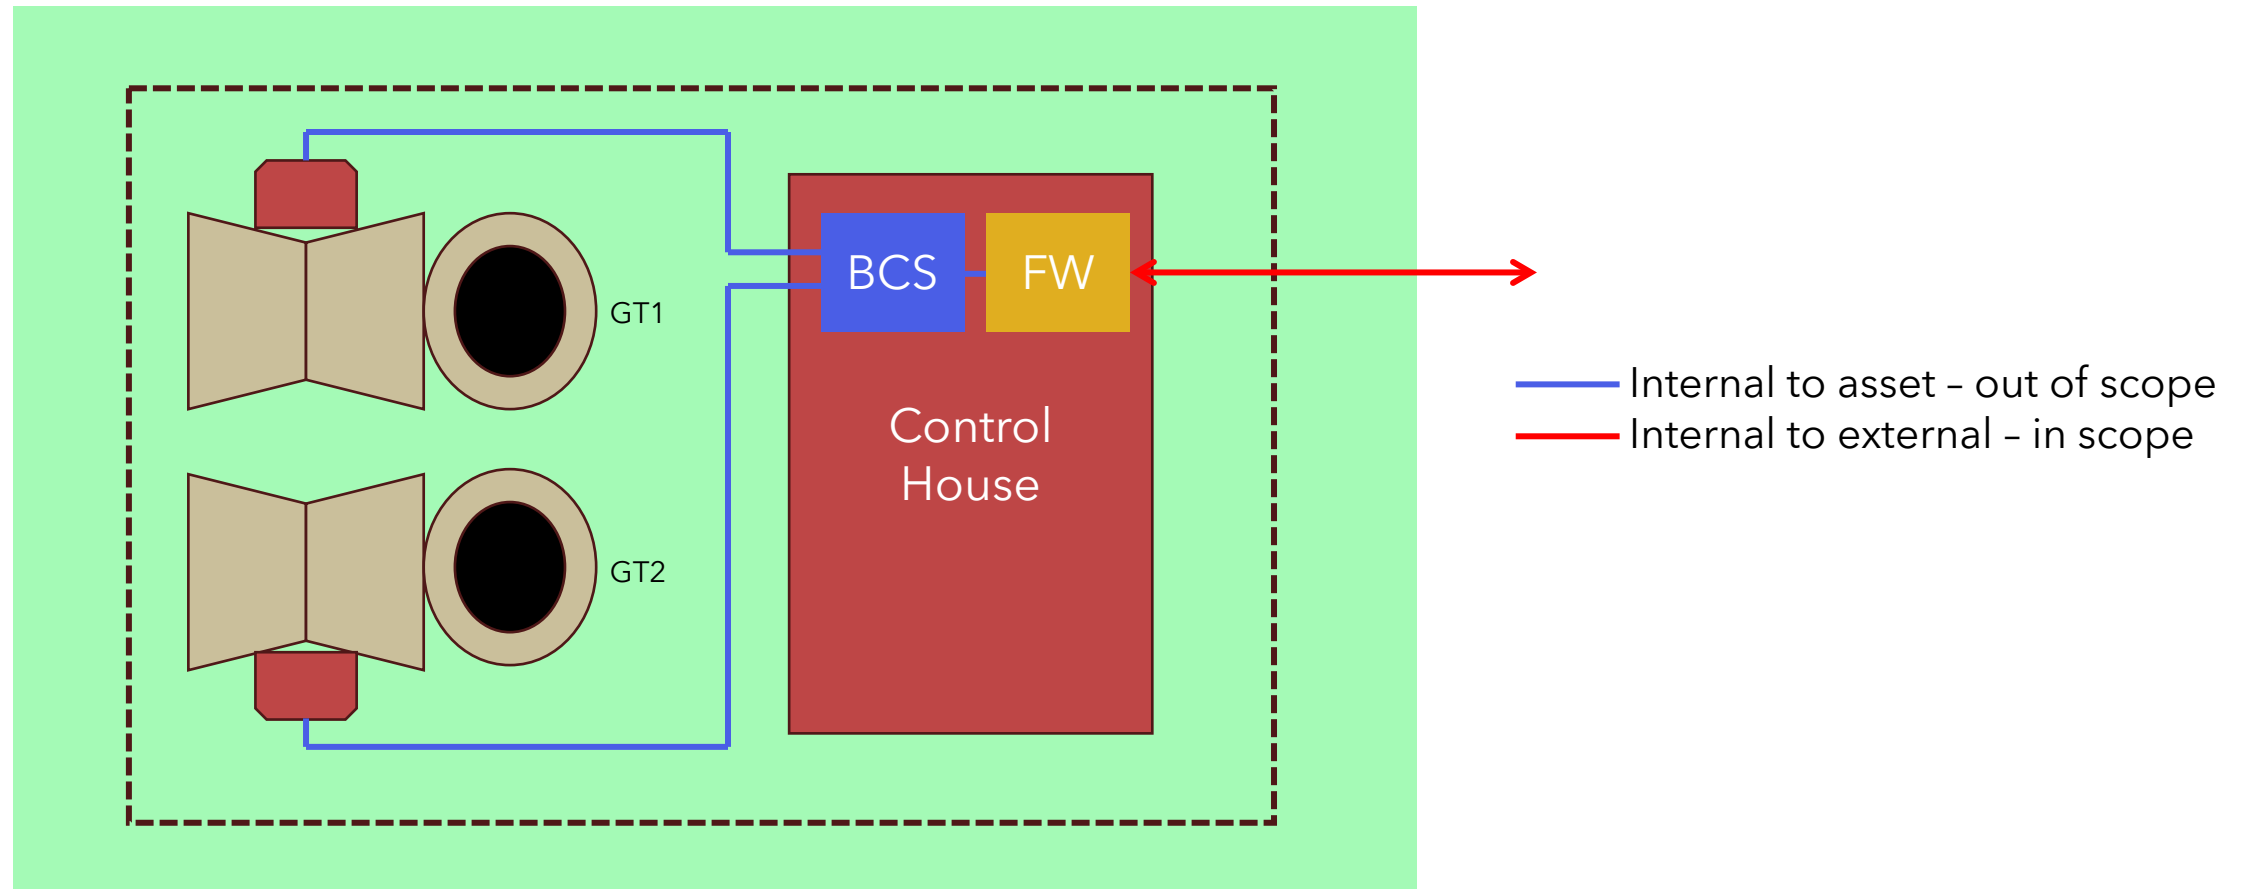 BCS
FW
GT1
Control
House
GT2
Internal to asset – out of scope
Internal to external – in scope